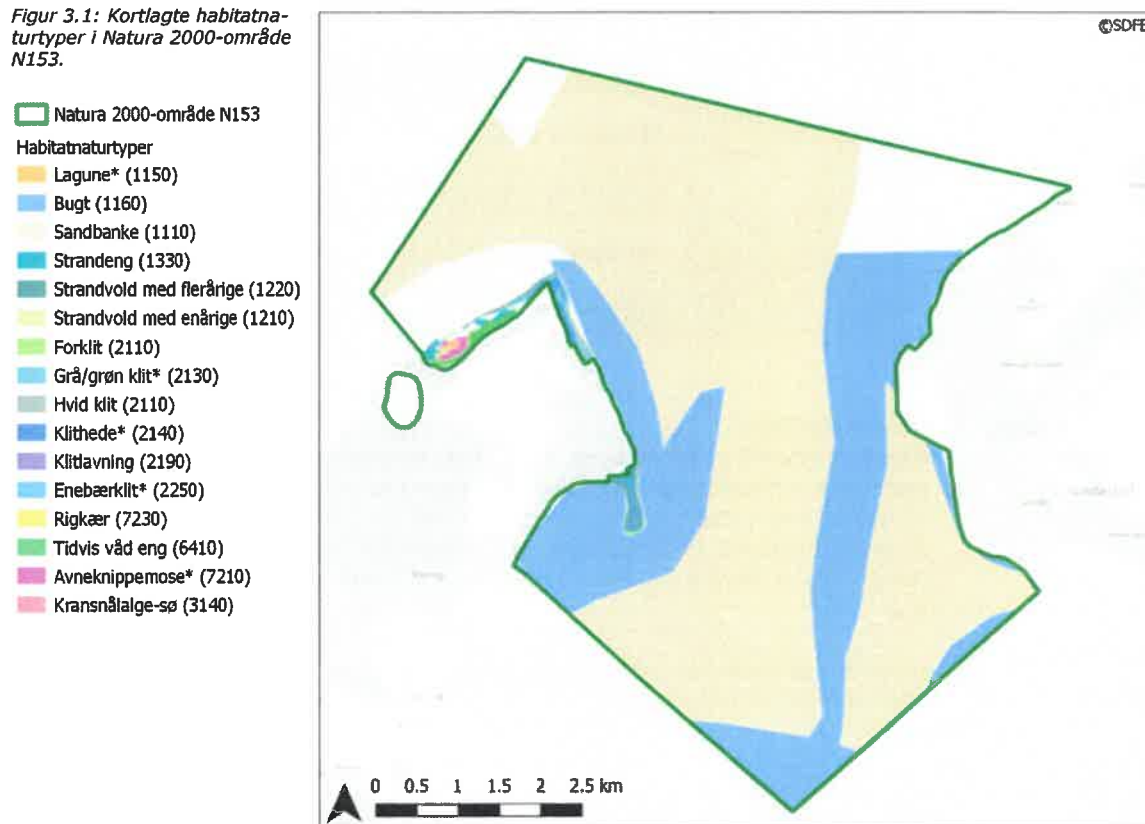 Figur 3.1: Kortlagte habitatna-
turtyper i Natura 2000-område
N153.
©SDFE
Natura 2000-område N153
Habitatnaturtyper
Lagune* (1150)
Bugt (1160)
Sandbanke (1110)
Strandeng (1330)
Strandvold med flerårige (1220)
Strandvold med enårige (1210)
Forklit (2110)
Grå/grøn klit* (2130)
Hvid klit (2110)
Klithede* (2140)
Klitlavning (2190)
Enebærklit* (2250)
Rigkær (7230)
Tidvis våd eng (6410)
Avneknippemose* (7210)
Kransnålalge-sø (3140)
0 0.5 1 1.5 2 2.5 km